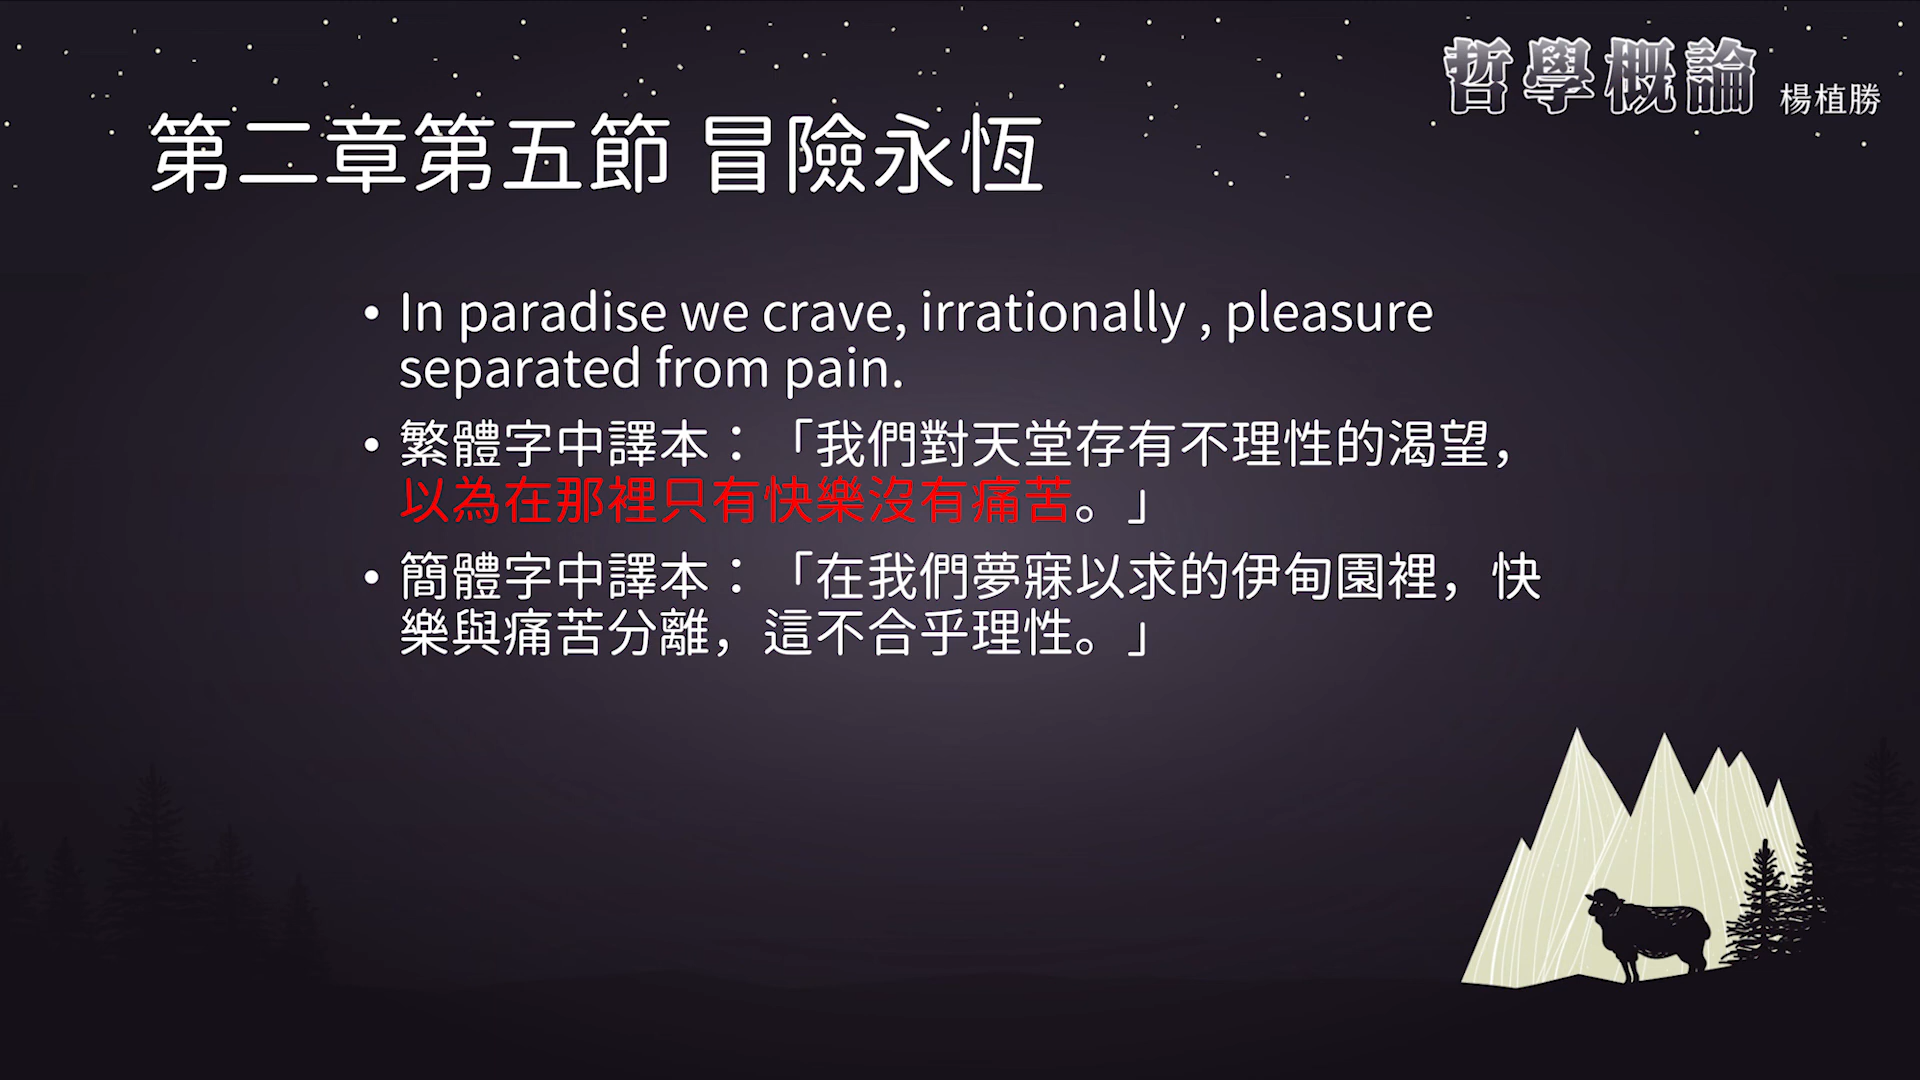 哲學概論 楊植勝
第二章第五節 冒險永恆
• In paradise we crave, irrationally , pleasure
separated from pain.
• 繁體字中譯本：「我們對天堂存有不理性的渴望，
以為在那裡只有快樂沒有痛苦。」
• 簡體字中譯本：「在我們夢寐以求的伊甸園裡，快
樂與痛苦分離，這不合乎理性。」